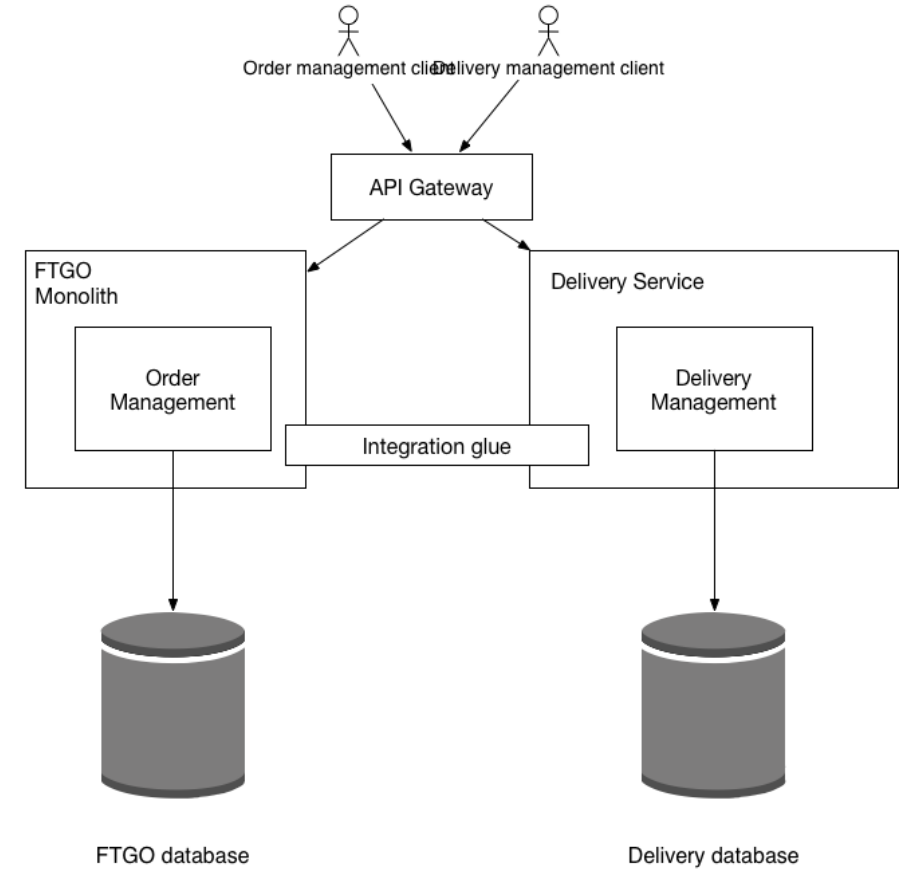 Order management client
Delivery management client
API Gateway
FTGO
Monolith
Delivery Service
Order
Management
Delivery
Management
Integration glue
FTGO database
Delivery database